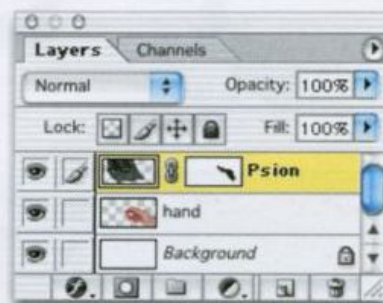 Layers Channels
Normal Opacity: 100%
Lock: Fill: 100%
Psion
hand
Background